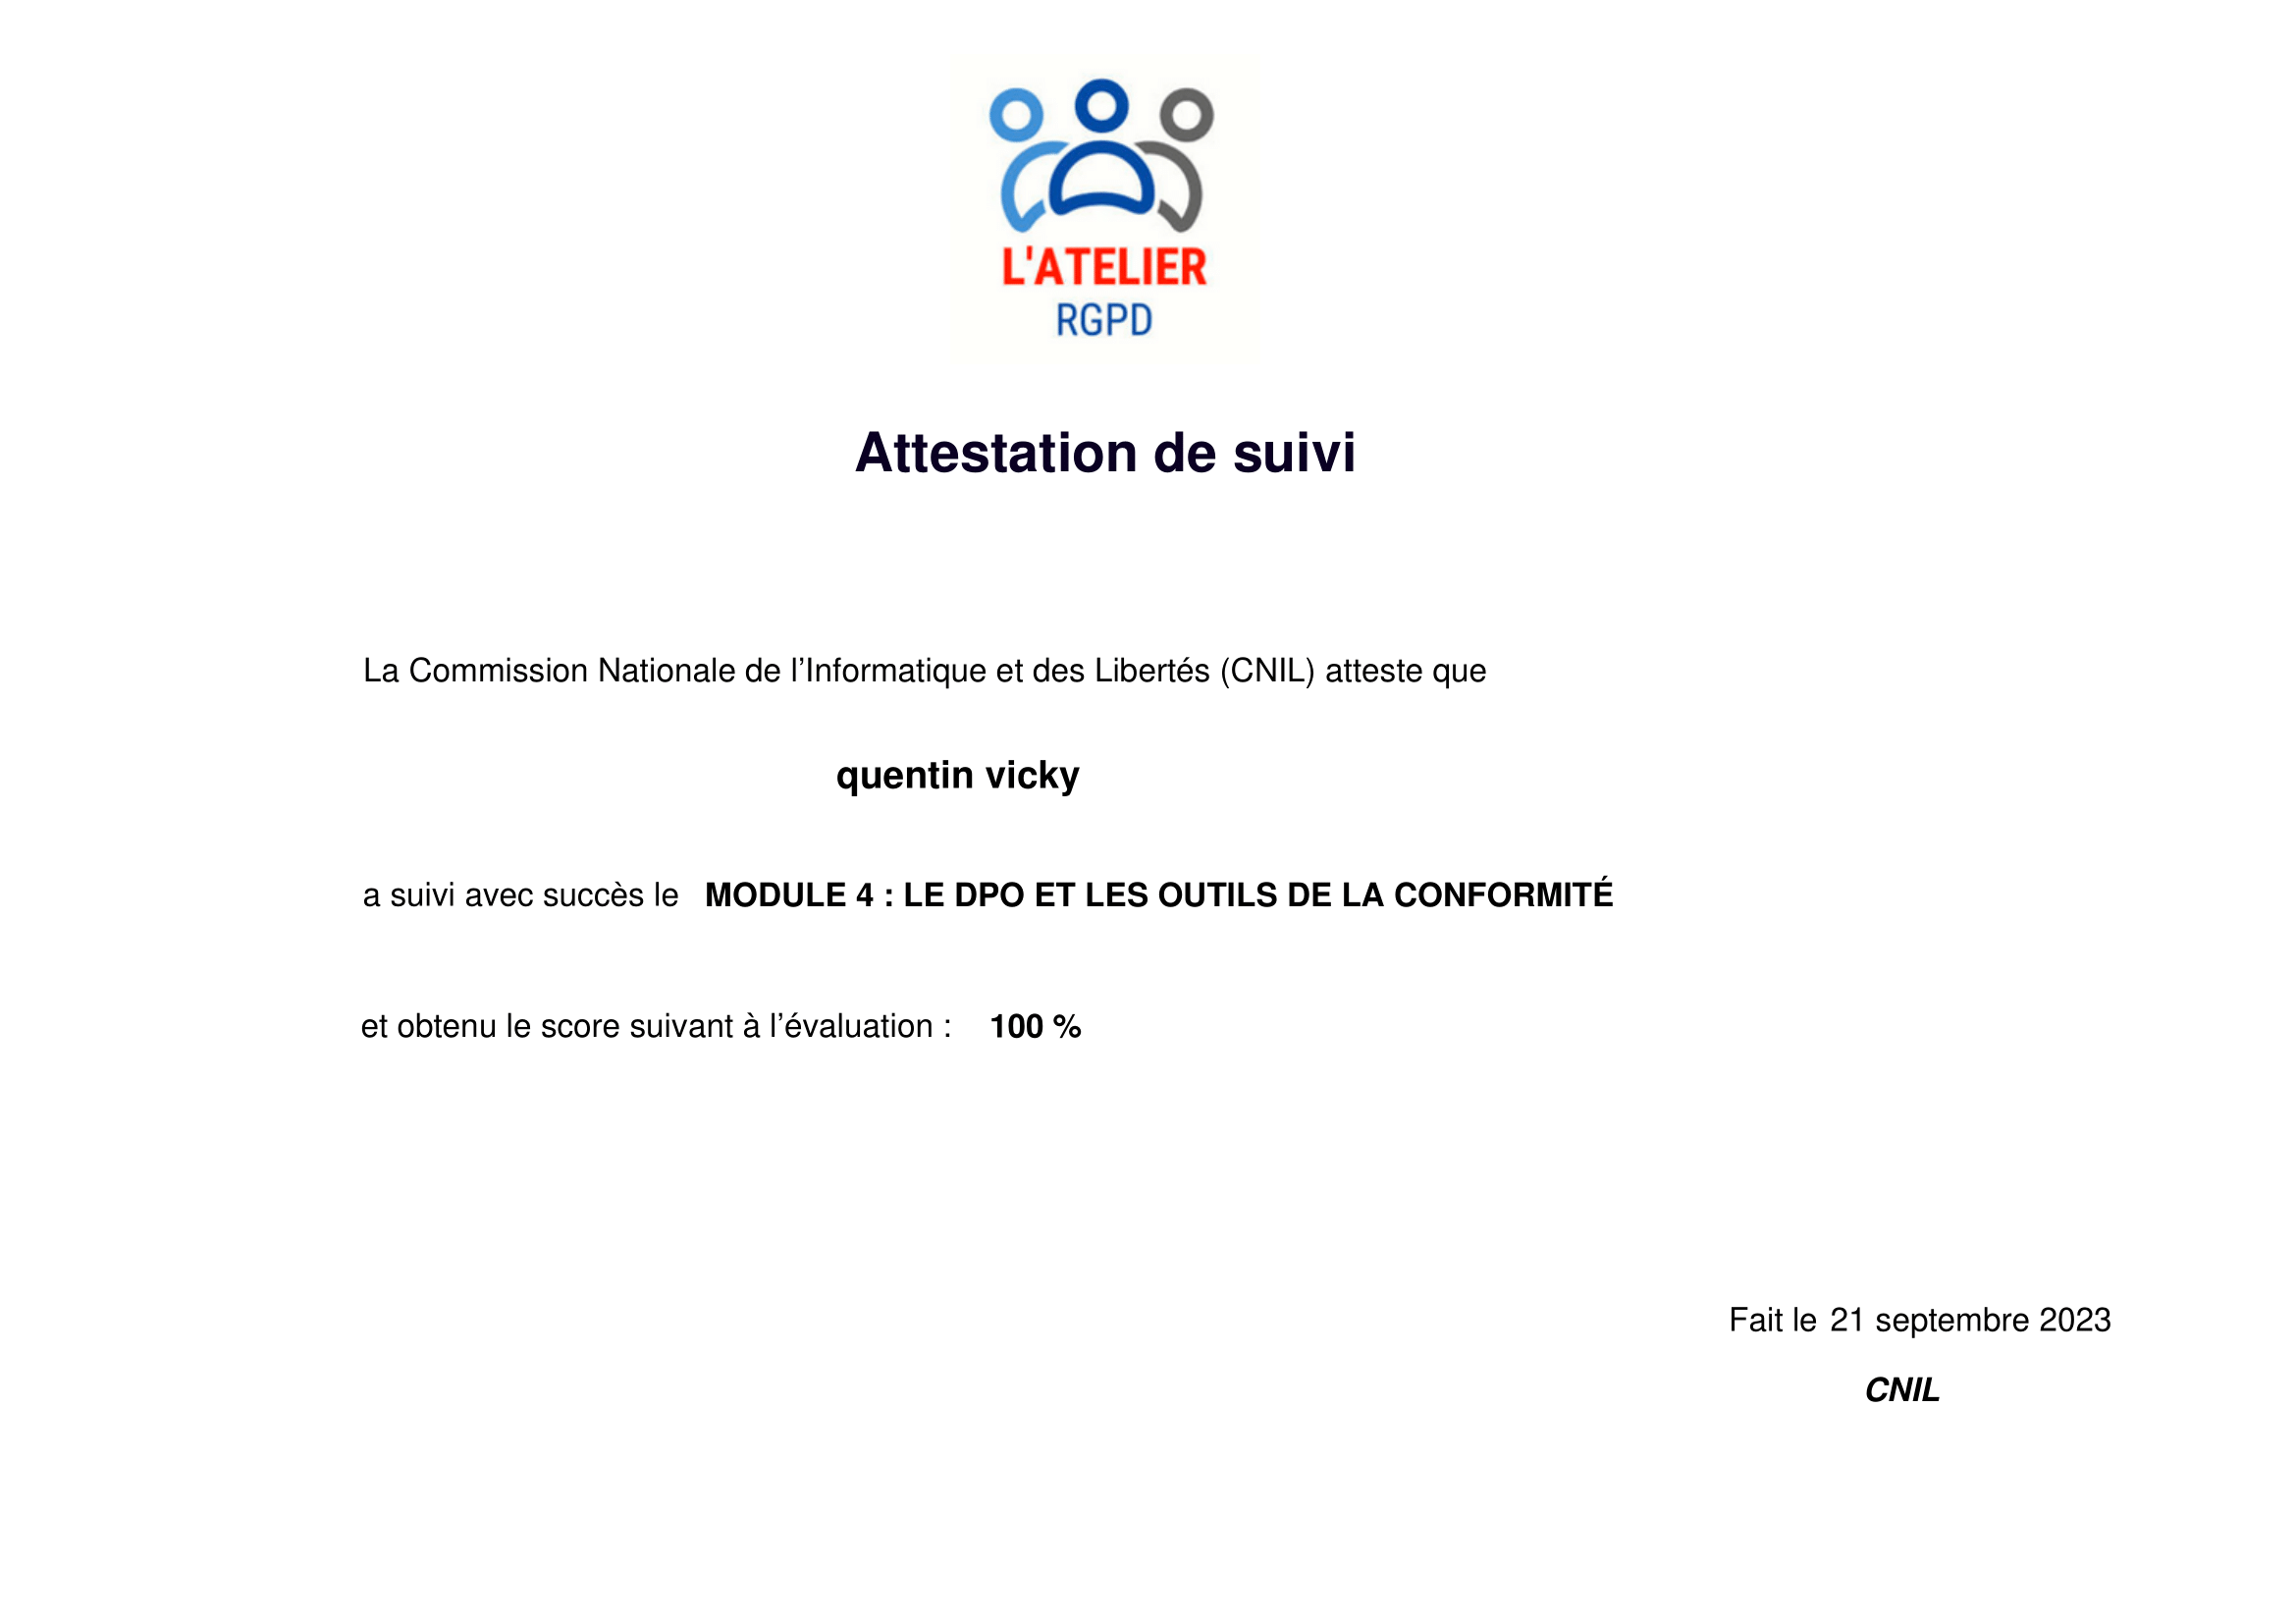 L'ATELIER
RGPD
Attestation de suivi
La Commission Nationale de l’Informatique et des Libertés (CNIL) atteste que
quentin vicky
a suivi avec succès le MODULE 4 : LE DPO ET LES OUTILS DE LA CONFORMITÉ
et obtenu le score suivant à l’évaluation : 100 %
Fait le 21 septembre 2023
CNIL